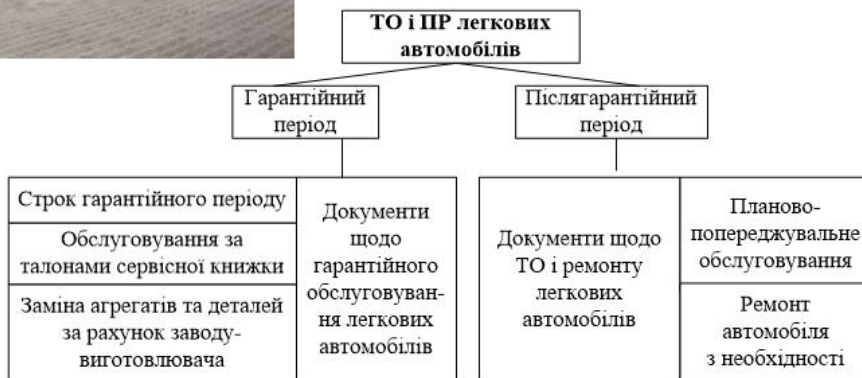 ТО і ПР легкових
автомобілів
Гарантійний
період
Післягарантійний
період
Строк гарантійного періоду
Обслуговування за
талонами сервісної книжки
Заміна агрегатів та деталей
за рахунок заводу-
виготовлювача
Документи
щодо
гарантійного
обслуговуван-
ня легкових
автомобілів
Документи щодо
ТО і ремонту
легкових
автомобілів
Планово-
попереджувальне
обслуговування
Ремонт
автомобіля
з необхідності